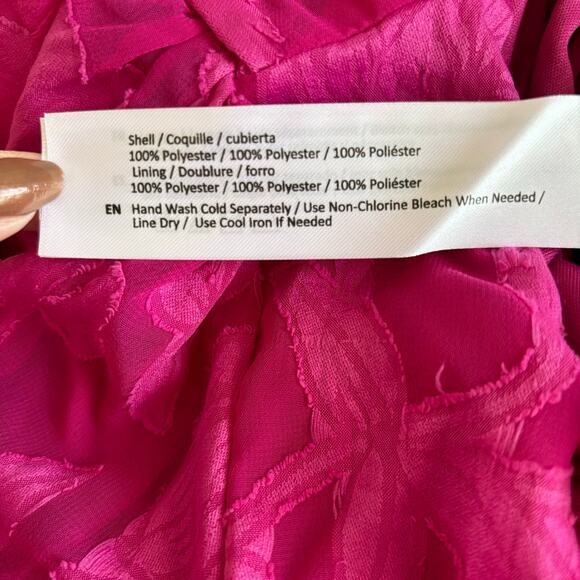 Shell / Coquille / cubierta
100% Polyester / 100% Polyester / 100% Poliéster
Lining / Doublure / forro
100% Polyester / 100% Polyester / 100% Poliéster
EN Hand Wash Cold Separately / Use Non-Chlorine Bleach When Needed /
Line Dry / Use Cool Iron If Needed